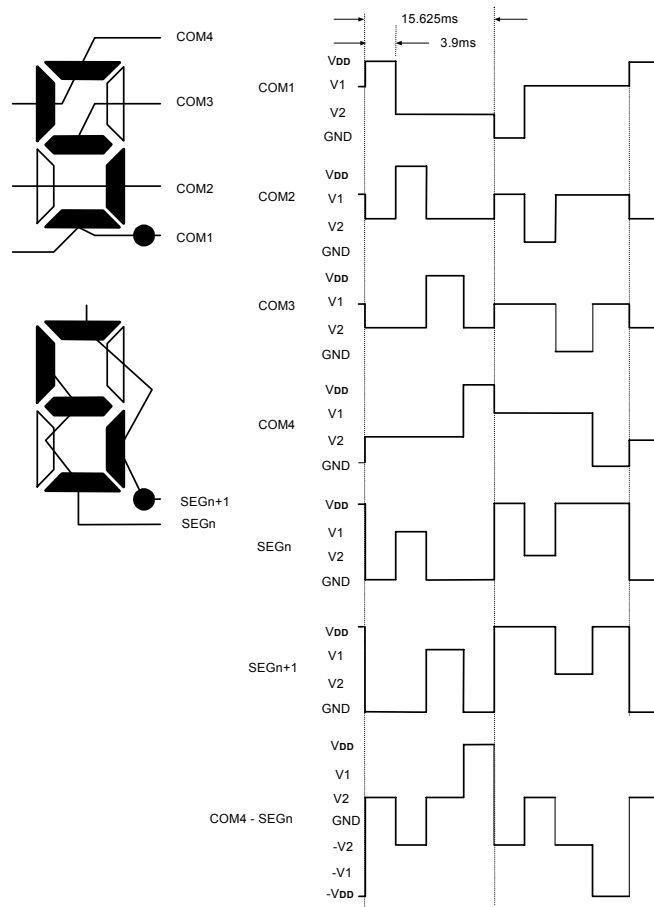 15.625ms
3.9ms
COM4
COM3
COM2
COM1
SEGn+1
SEGn
COM1
VDD
V1
V2
GND
COM2
VDD
V1
V2
GND
COM3
VDD
V1
V2
GND
COM4
VDD
V1
V2
GND
SEGn
VDD
V1
V2
GND
SEGn+1
VDD
V1
V2
GND
COM4 - SEGn
VDD
V1
V2
GND
-V2
-V1
-VDD